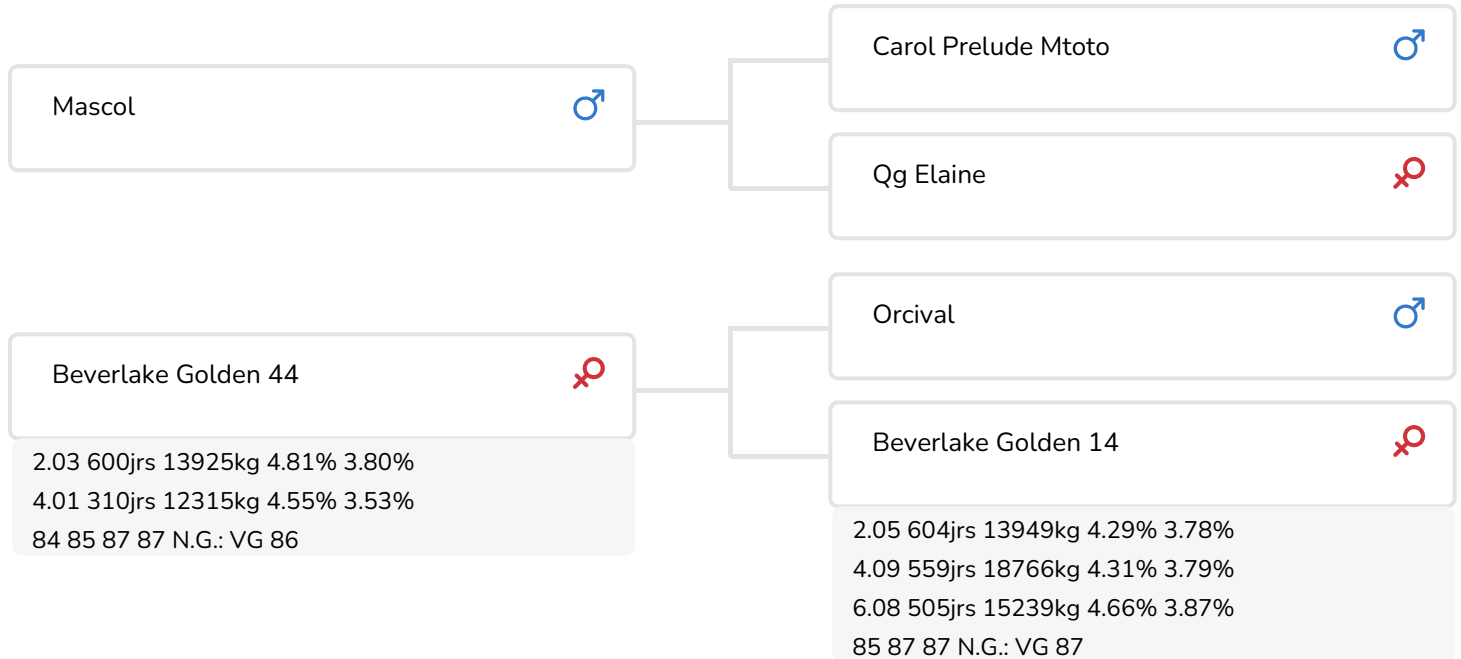 Mascol
Carol Prelude Mtoto
Qg Elaine
Beverlake Golden 44
2.03 600jrs 13925kg 4.81% 3.80%
4.01 310jrs 12315kg 4.55% 3.53%
84 85 87 87 N.G.: VG 86
Orcival
Beverlake Golden 14
2.05 604jrs 13949kg 4.29% 3.78%
4.09 559jrs 18766kg 4.31% 3.79%
6.08 505jrs 15239kg 4.66% 3.87%
85 87 87 N.G.: VG 87